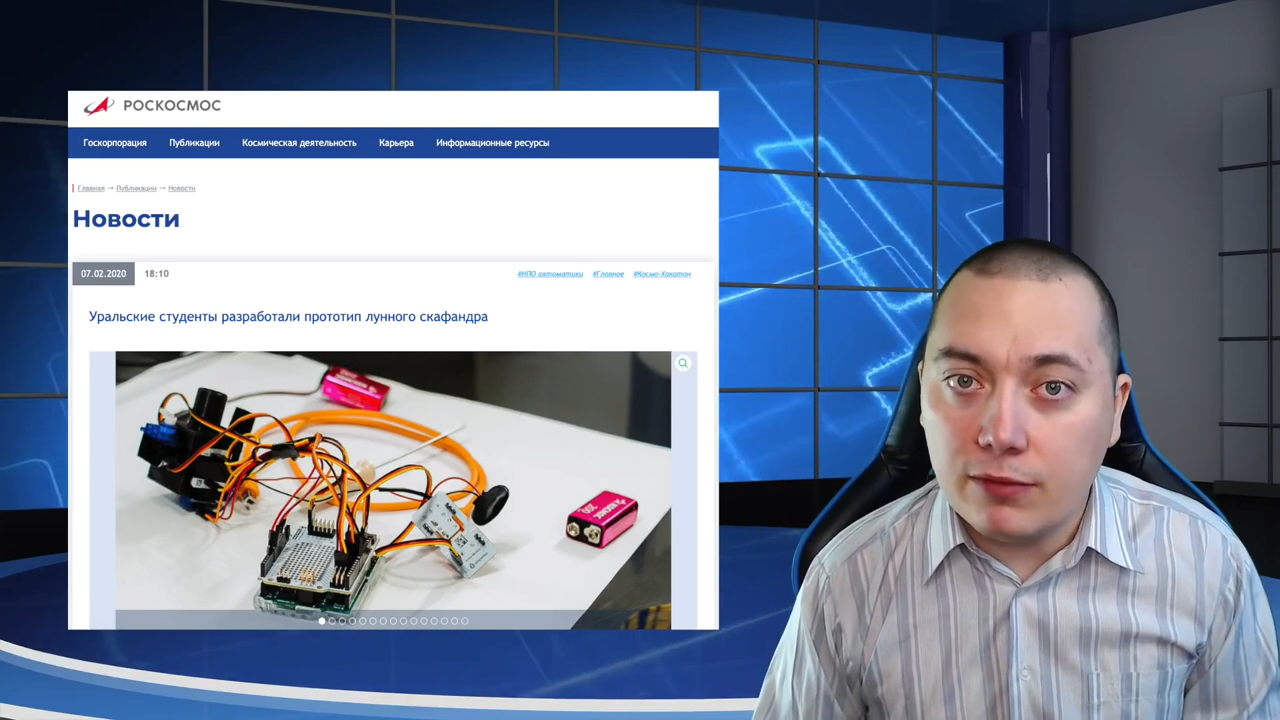 РОСКОСМОС
Госкорпорация Публикации Космическая деятельность Карьера Информационные ресурсы
Главная → Публикации → Новости
Новости
07.02.2020 18:10 #НПО автоматики #Главное #Космо-Хакатон
Уральские студенты разработали прототип лунного скафандра